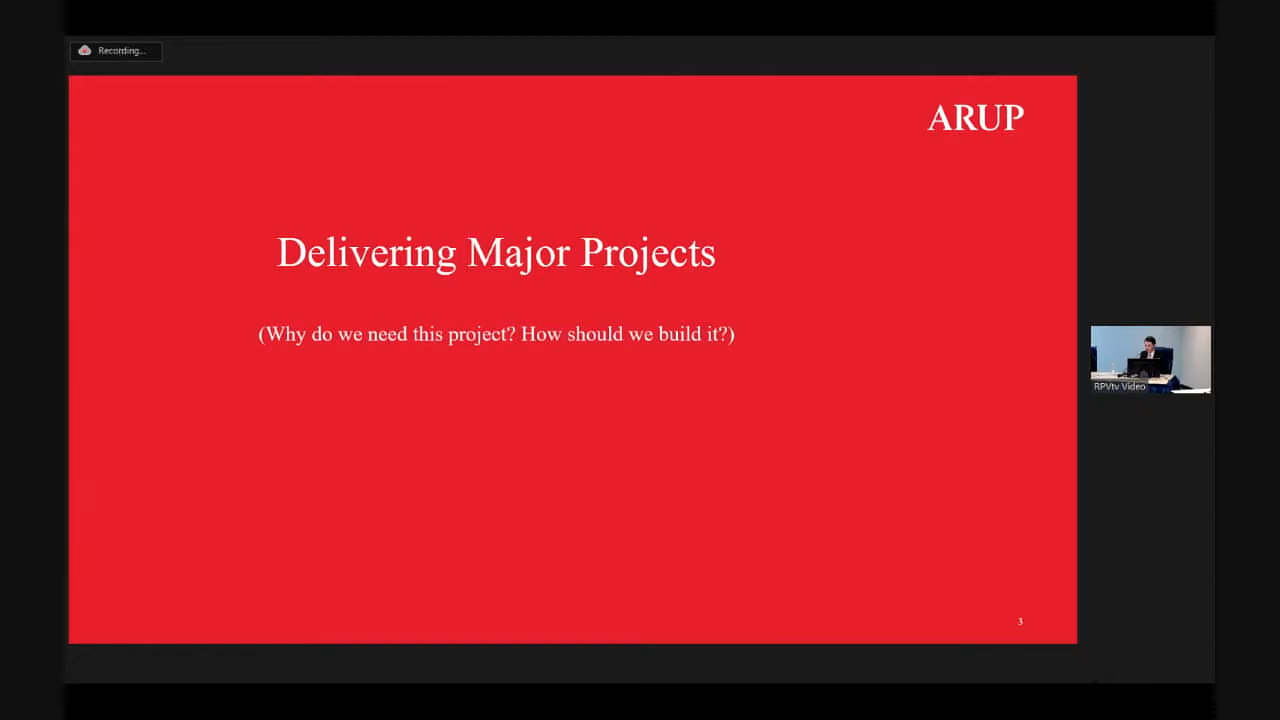 Recording...
ARUP
Delivering Major Projects
(Why do we need this project? How should we build it?)
RPVtv Video
3